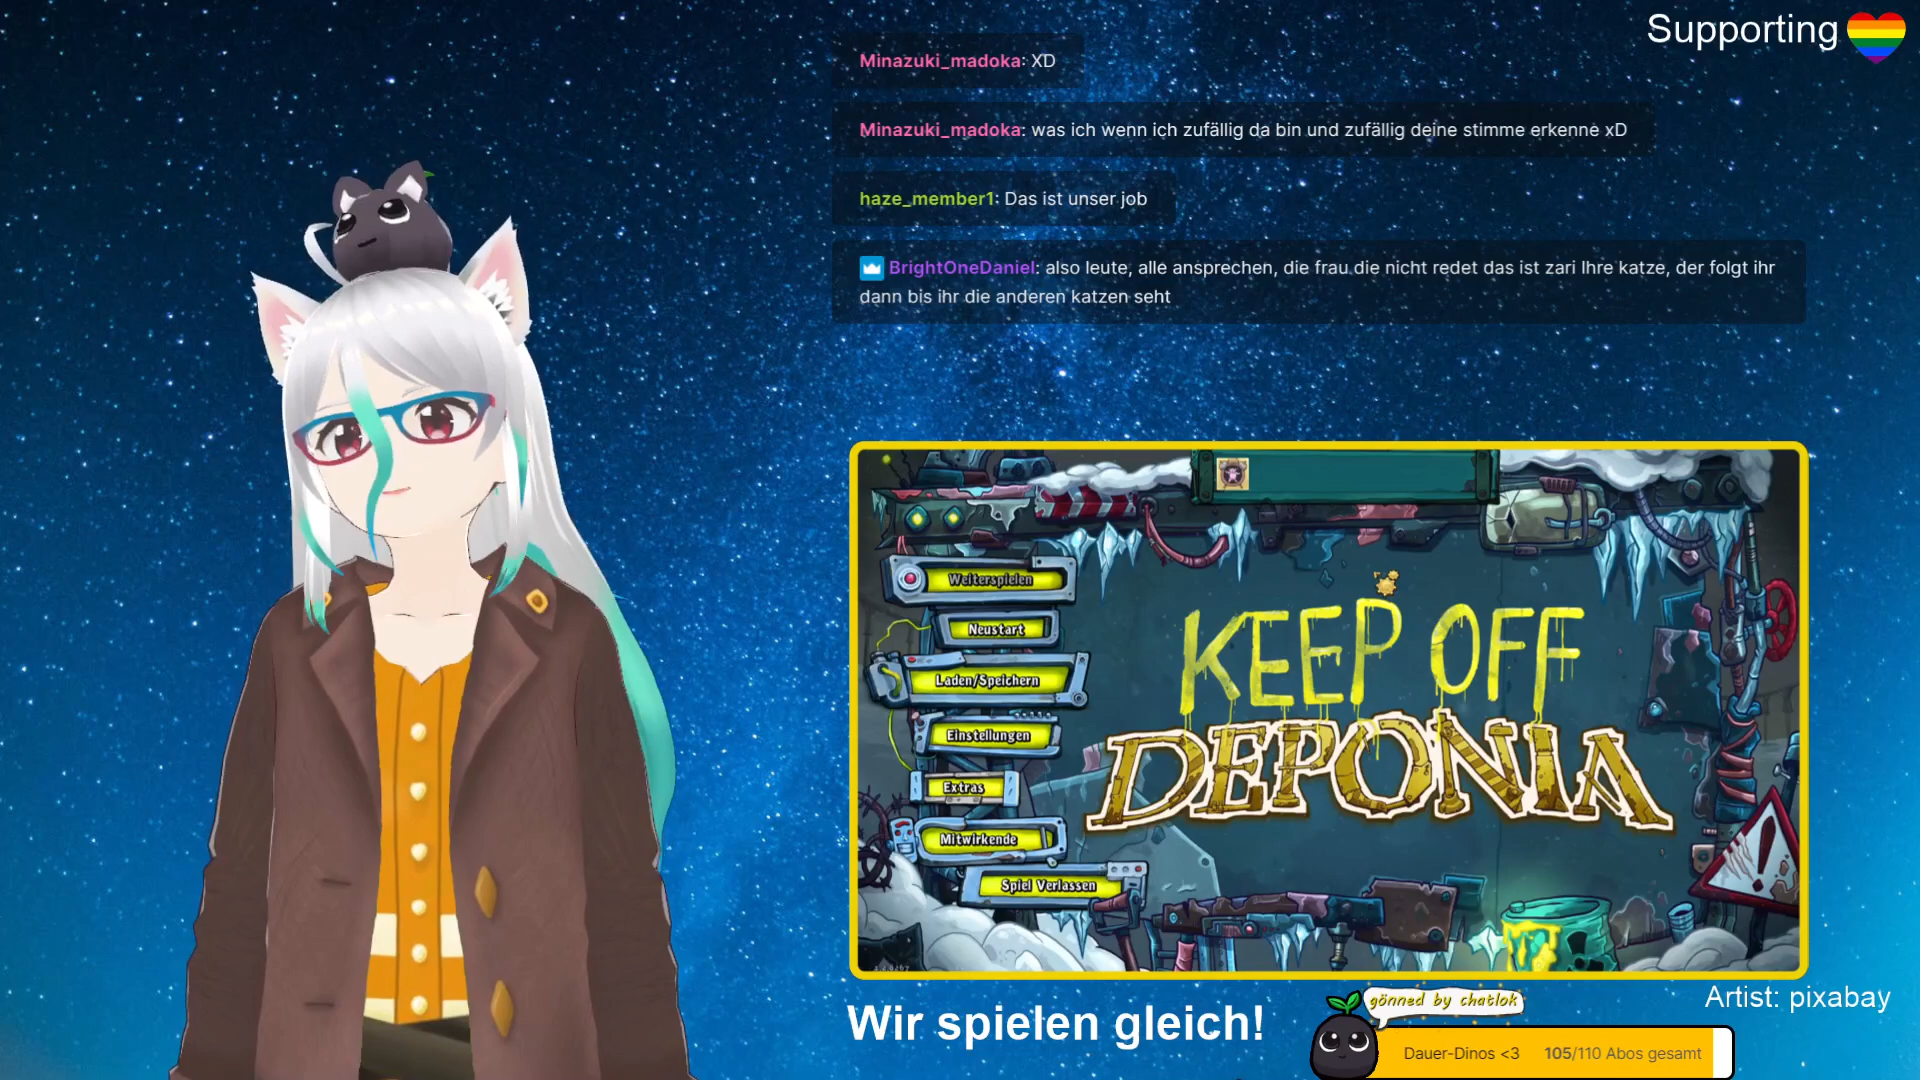 Supporting
Minazuki_madoka: XD
Minazuki_madoka: was ich wenn ich zufällig da bin und zufällig deine stimme erkenne xD
haze_member1: Das ist unser job
BrightOneDaniel: also leute, alle ansprechen, die frau die nicht redet das ist zari Ihre katze, der folgt ihr
dann bis ihr die anderen katzen seht
Weiterspielen
Neustart
Laden/Speichern
Einstellungen
Extras
Mitwirkende
Spiel Verlassen
KEEP OFF
DEPONIA
Wir spielen gleich!
gönned by chatlok
Dauer-Dinos <3 105/110 Abos gesamt
Artist: pixabay